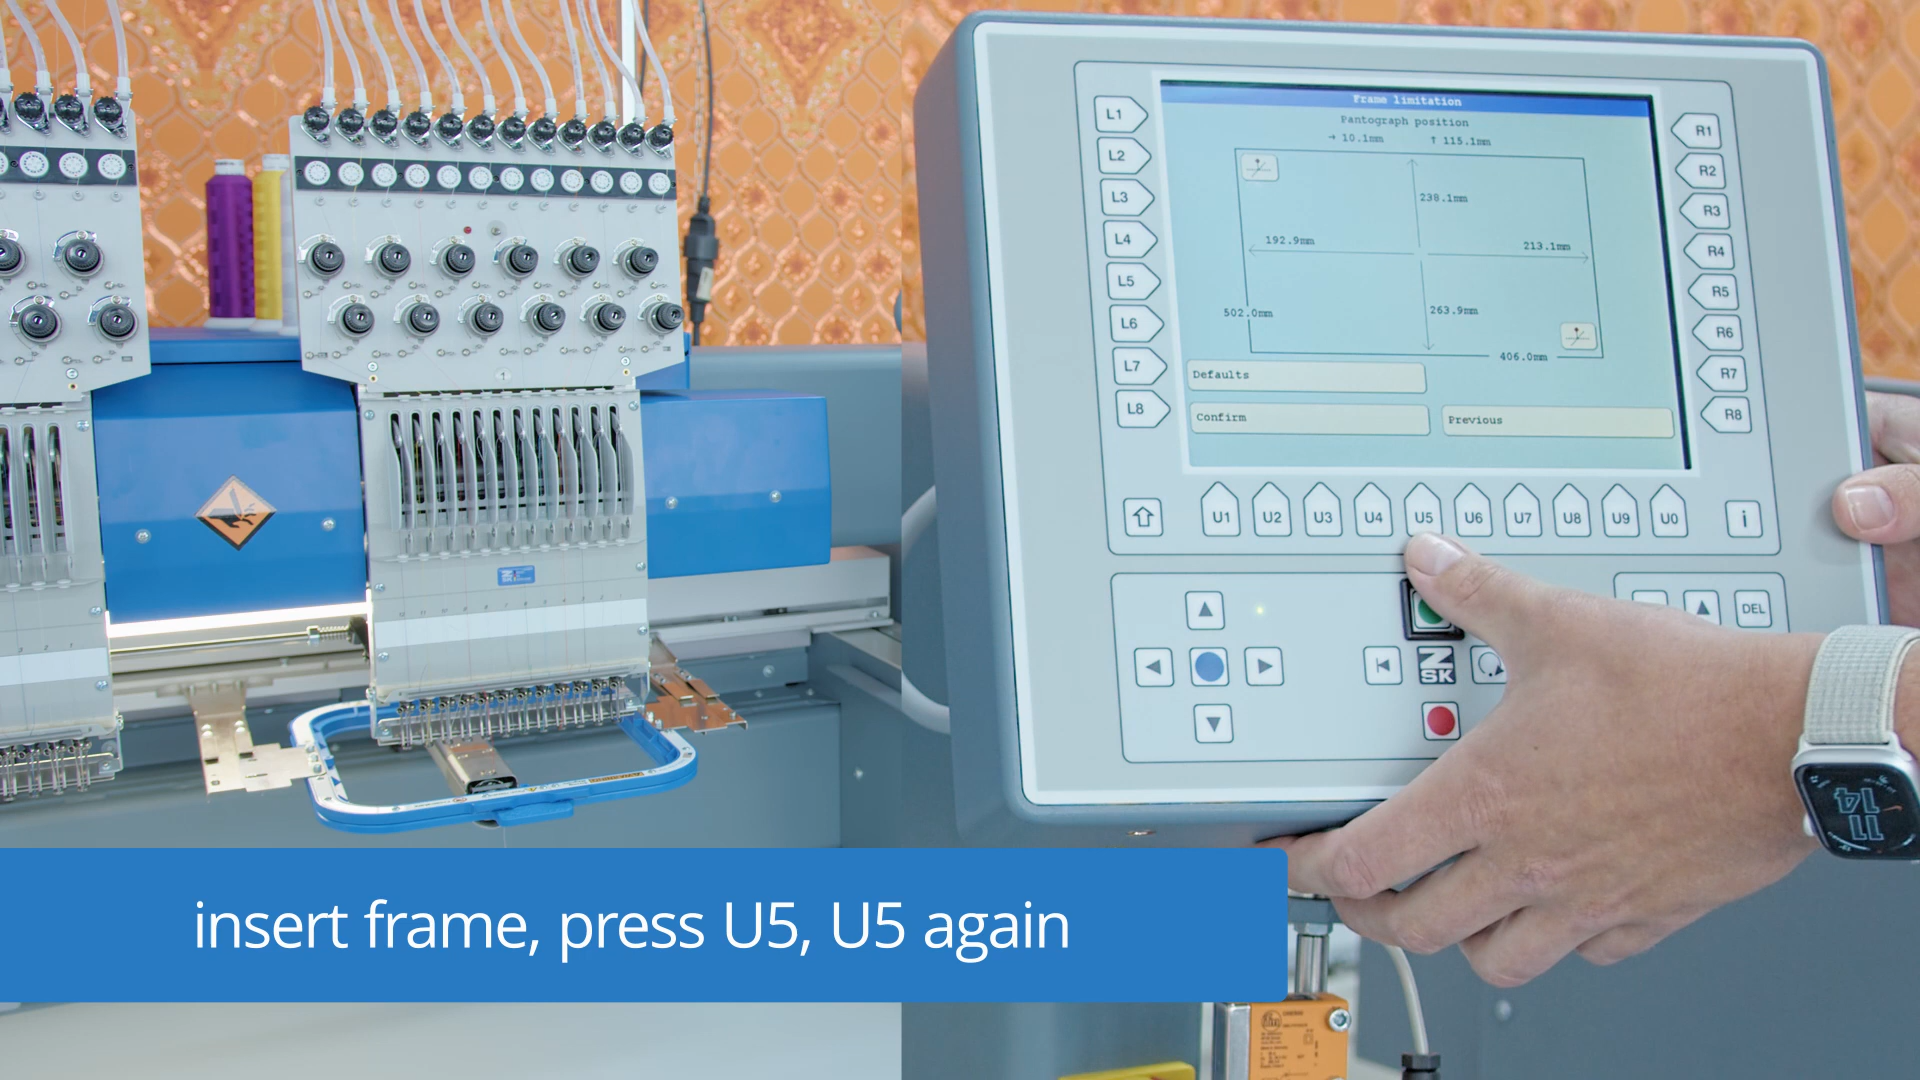 Frame limitation
Pantograph position
→ 10.1mm ↑ 115.1mm
238.1mm
192.9mm
213.1mm
502.0mm
263.9mm
406.0mm
Defaults
Confirm
Previous
L1
L2
L3
L4
L5
L6
L7
L8
R1
R2
R3
R4
R5
R6
R7
R8
U1 U2 U3 U4 U5 U6 U7 U8 U9 U0 i
DEL
ZSK
11
14
insert frame, press U5, U5 again